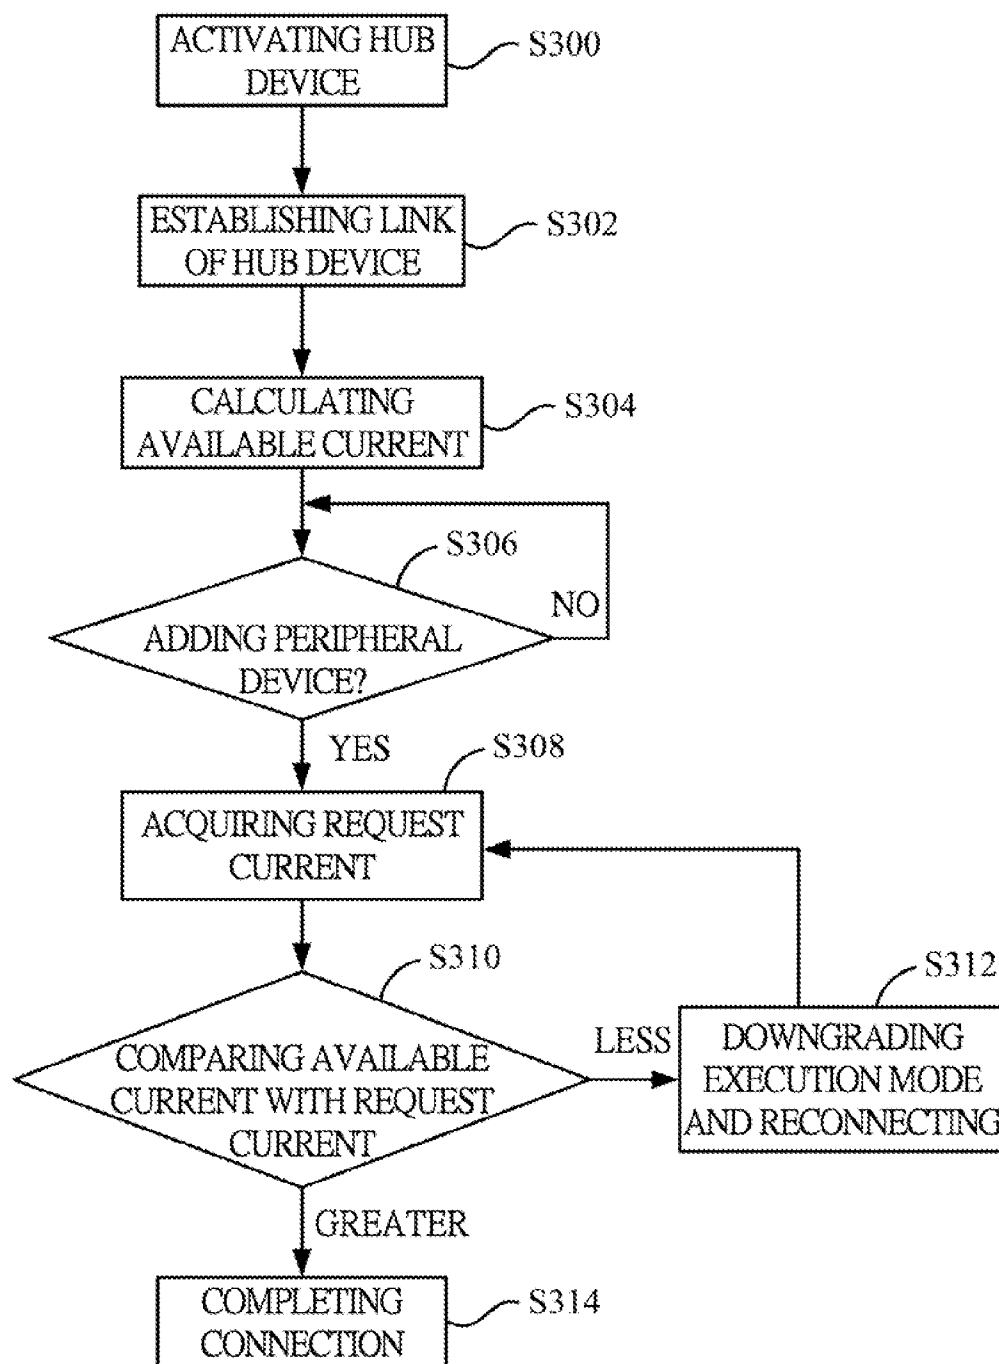 ACTIVATING HUB
DEVICE
S300
ESTABLISHING LINK
OF HUB DEVICE
S302
CALCULATING
AVAILABLE CURRENT
S304
S306
NO
ADDING PERIPHERAL
DEVICE?
YES
S308
ACQUIRING REQUEST
CURRENT
S310
S312
COMPARING AVAILABLE
CURRENT WITH REQUEST
CURRENT
LESS
DOWNGRADING
EXECUTION MODE
AND RECONNECTING
GREATER
COMPLETING
CONNECTION
S314